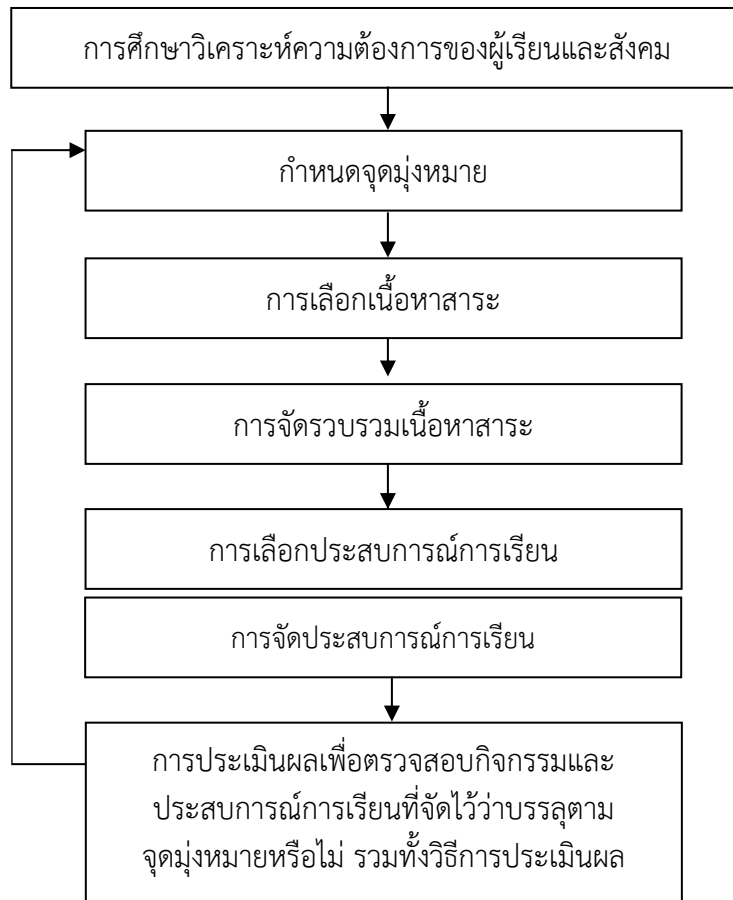 การศึกษาวิเคราะห์ความต้องการของผู้เรียนและสังคม
กำหนดจุดมุ่งหมาย
การเลือกเนื้อหาสาระ
การจัดรวบรวมเนื้อหาสาระ
การเลือกประสบการณ์การเรียน
การจัดประสบการณ์การเรียน
การประเมินผลเพื่อตรวจสอบกิจกรรมและ
ประสบการณ์การเรียนที่จัดไว้ว่าบรรลุตาม
จุดมุ่งหมายหรือไม่ รวมทั้งวิธีการประเมินผล